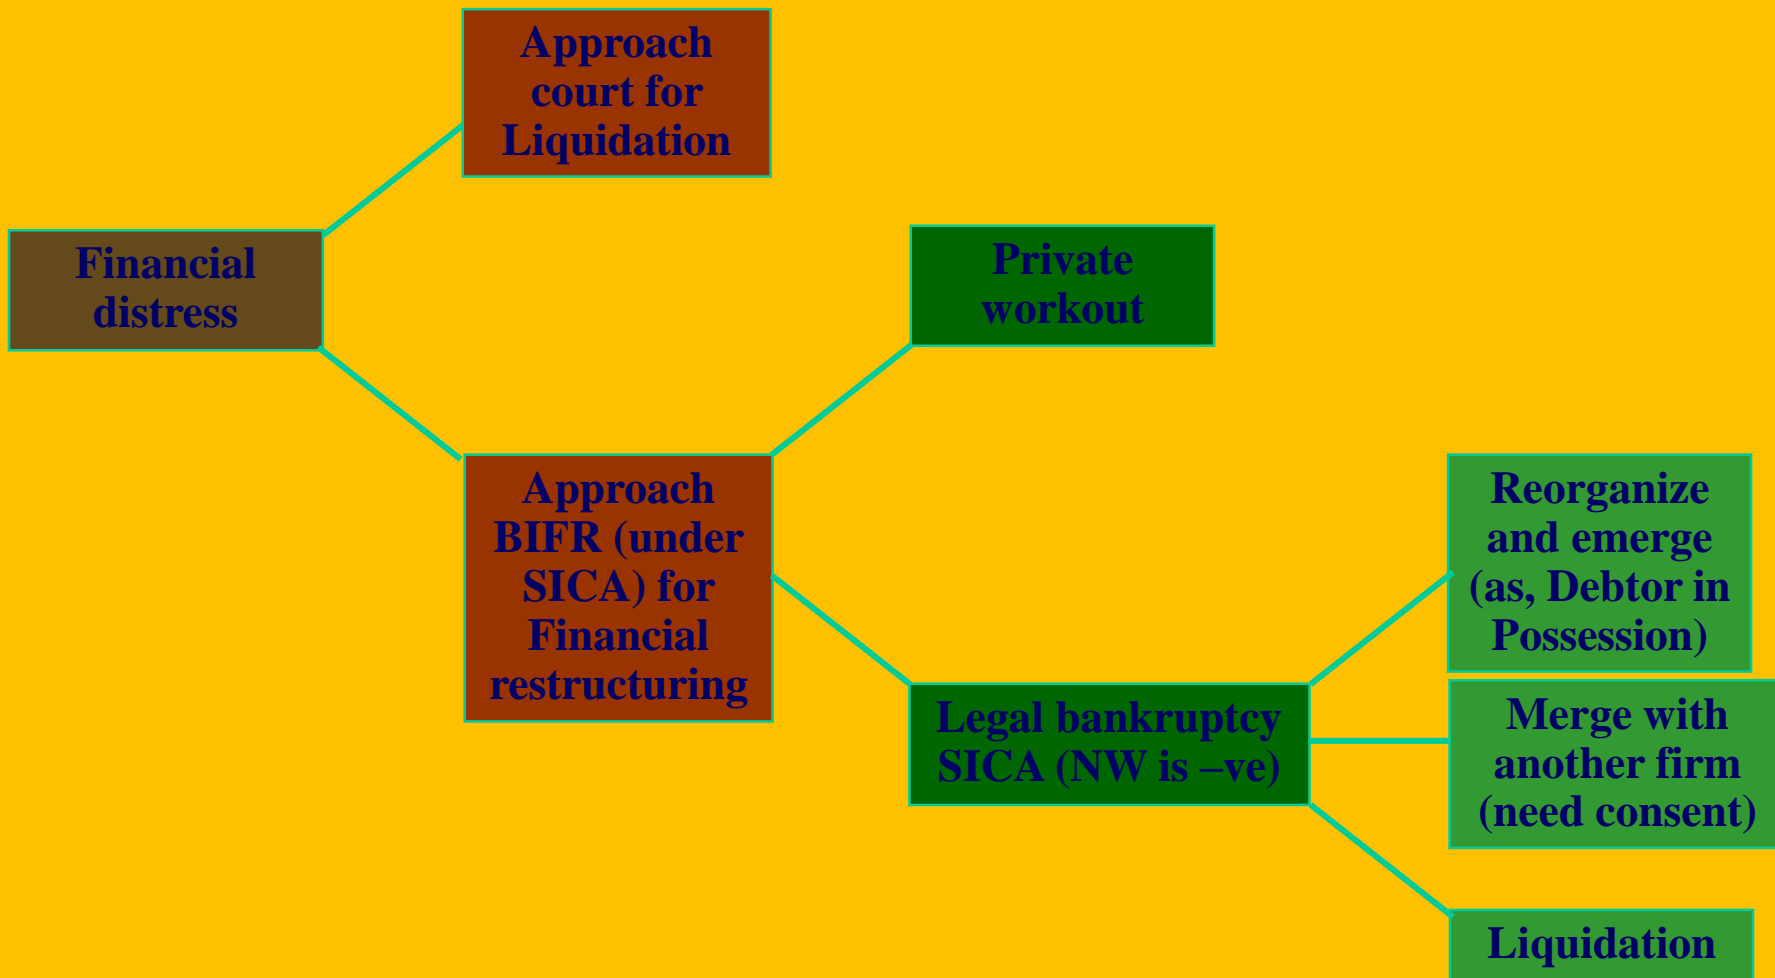 Approach
court for
Liquidation
Financial
distress
Private
workout
Approach
BIFR (under
SICA) for
Financial
restructuring
Reorganize
and emerge
(as, Debtor in
Possession)
Legal bankruptcy
SICA (NW is –ve)
Merge with
another firm
(need consent)
Liquidation